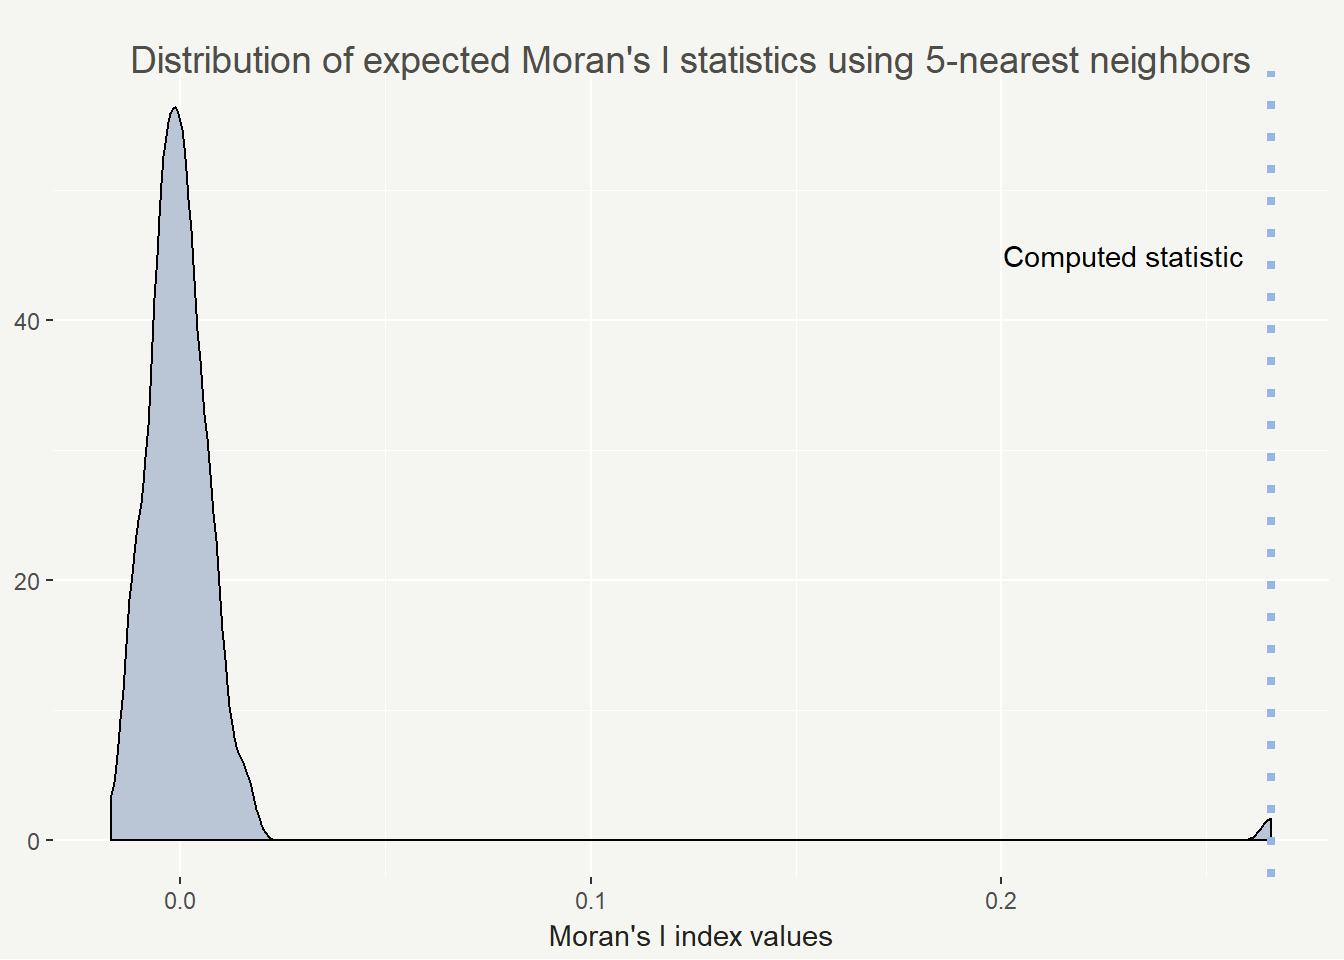 Distribution of expected Moran's I statistics using 5-nearest neighbors
Computed statistic
40
20
0
0.0
0.1
0.2
Moran's I index values